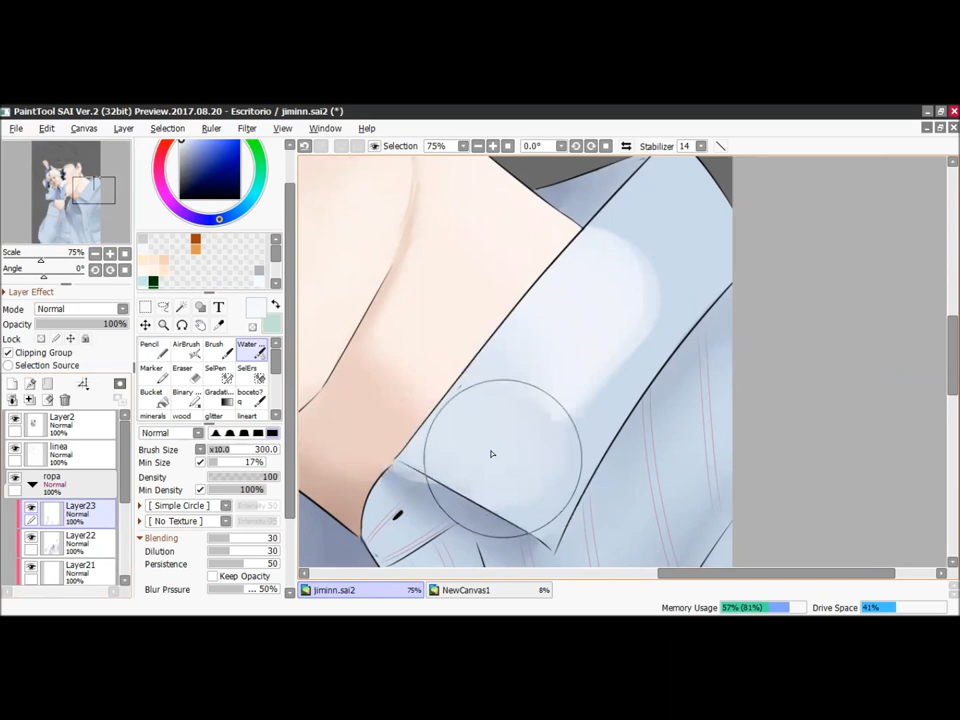 PaintTool SAI Ver.2 (32bit) Preview.2017.08.20 - Escritorio / jiminn.sai2 (*)
File Edit Canvas Layer Selection Ruler Filter View Window Help
Selection 75% 0.0° Stabilizer 14
Scale 75%
Angle 0°
Layer Effect
Mode Normal
Opacity 100%
Lock
Clipping Group
Selection Source
Layer2
Normal
100%
linea
Normal
100%
ropa
Normal
100%
Layer23
Normal
100%
Layer22
Normal
100%
Layer21
Normal
100%
T
Pencil AirBrush Brush Water ...
Marker Eraser SelPen SelErs
Bucket Binary ... Gradati... boceto?
q
minerals wood glitter lineart
Normal
Brush Size x10.0 300.0
Min Size 17%
Density 100
Min Density 100%
[ Simple Circle ]
[ No Texture ]
Blending 30
Dilution 30
Persistence 50
Keep Opacity
Blur Prssure ... 50%
jiminn.sai2 75% NewCanvas1 8%
Memory Usage 57% (81%) Drive Space 41%